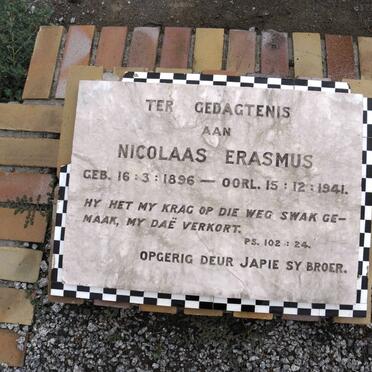 TER GEDAGTENIS
AAN
NICOLAAS ERASMUS
GEB. 16:3:1896 — OORL. 15:12:1941.
HY HET MY KRAG OP DIE WEG SWAK GE-
MAAK, MY DAË VERKORT.
PS. 102:24.
OPGERIG DEUR JAPIE SY BROER.